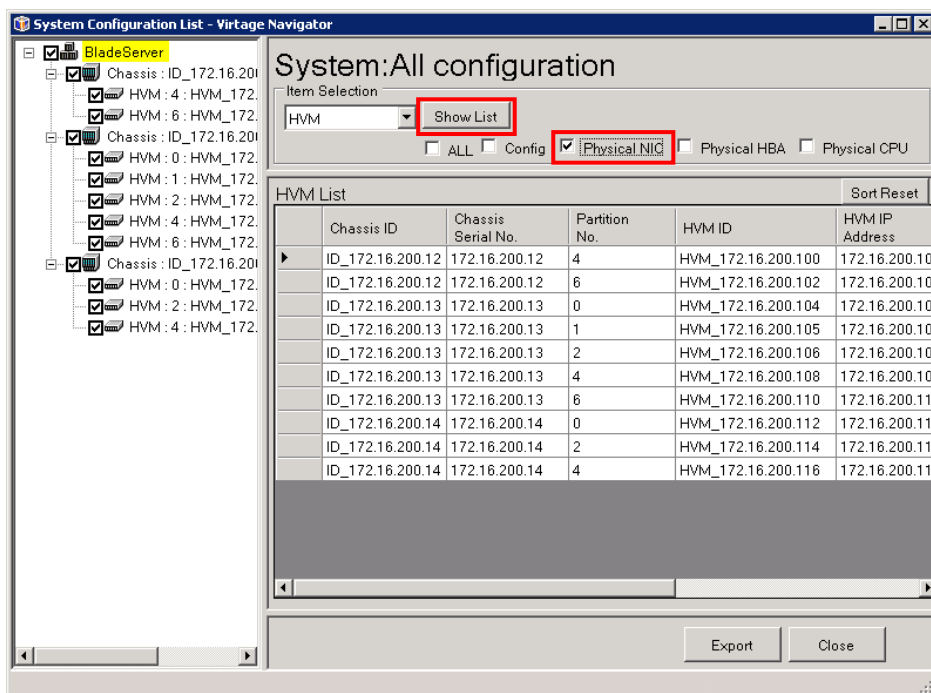 System Configuration List - Virtage Navigator
BladeServer
Chassis : ID_172.16.20
HVM : 4 : HVM_172.
HVM : 6 : HVM_172.
Chassis : ID_172.16.20
HVM : 0 : HVM_172.
HVM : 1 : HVM_172.
HVM : 2 : HVM_172.
HVM : 4 : HVM_172.
HVM : 6 : HVM_172.
Chassis : ID_172.16.20
HVM : 0 : HVM_172.
HVM : 2 : HVM_172.
HVM : 4 : HVM_172.
System:All configuration
Item Selection
HVM Show List
ALL Config Physical NIC Physical HBA Physical CPU
HVM List Sort Reset
Chassis ID Chassis Serial No. Partition No. HVM ID HVM IP Address
ID_172.16.200.12 172.16.200.12 4 HVM_172.16.200.100 172.16.200.10
ID_172.16.200.12 172.16.200.12 6 HVM_172.16.200.102 172.16.200.10
ID_172.16.200.13 172.16.200.13 0 HVM_172.16.200.104 172.16.200.10
ID_172.16.200.13 172.16.200.13 1 HVM_172.16.200.105 172.16.200.10
ID_172.16.200.13 172.16.200.13 2 HVM_172.16.200.106 172.16.200.10
ID_172.16.200.13 172.16.200.13 4 HVM_172.16.200.108 172.16.200.10
ID_172.16.200.13 172.16.200.13 6 HVM_172.16.200.110 172.16.200.11
ID_172.16.200.14 172.16.200.14 0 HVM_172.16.200.112 172.16.200.11
ID_172.16.200.14 172.16.200.14 2 HVM_172.16.200.114 172.16.200.11
ID_172.16.200.14 172.16.200.14 4 HVM_172.16.200.116 172.16.200.11
Export Close